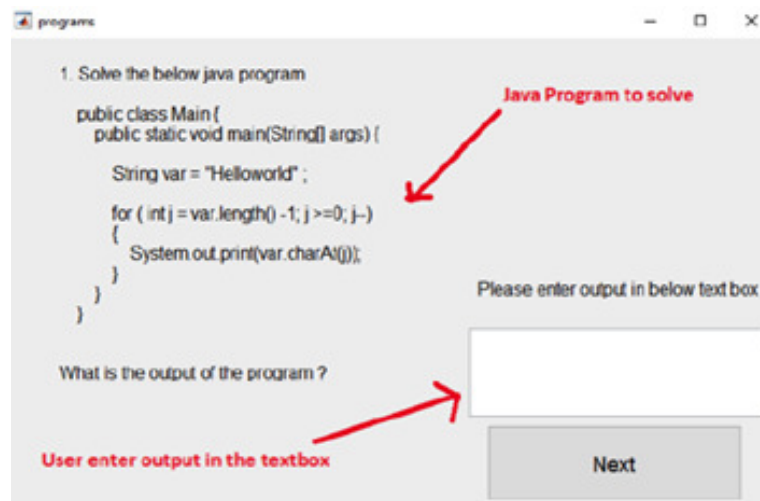 programs
1. Solve the below java program
Java Program to solve
public class Main {
public static void main(String[] args) {
String var = "Helloworld" ;
for ( int j = var.length() -1; j >=0; j--)
{
System.out.print(var.charAt(j));
}
}
}
Please enter output in below text box
What is the output of the program ?
User enter output in the textbox
Next